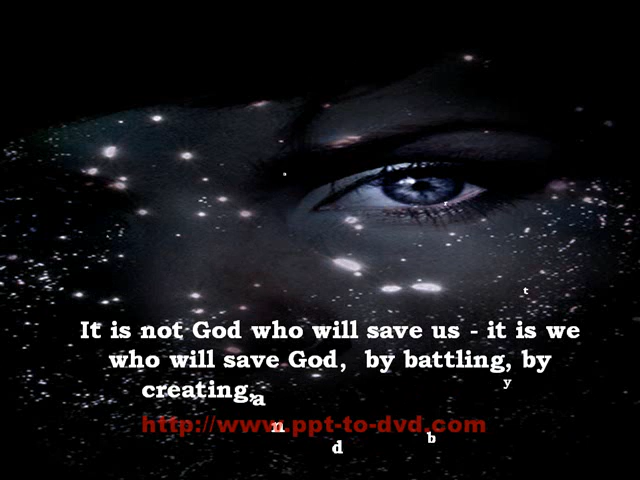 It is not God who will save us - it is we
who will save God, by battling, by
creating,
a
n
d
b
y
t
http://www.ppt-to-dvd.com